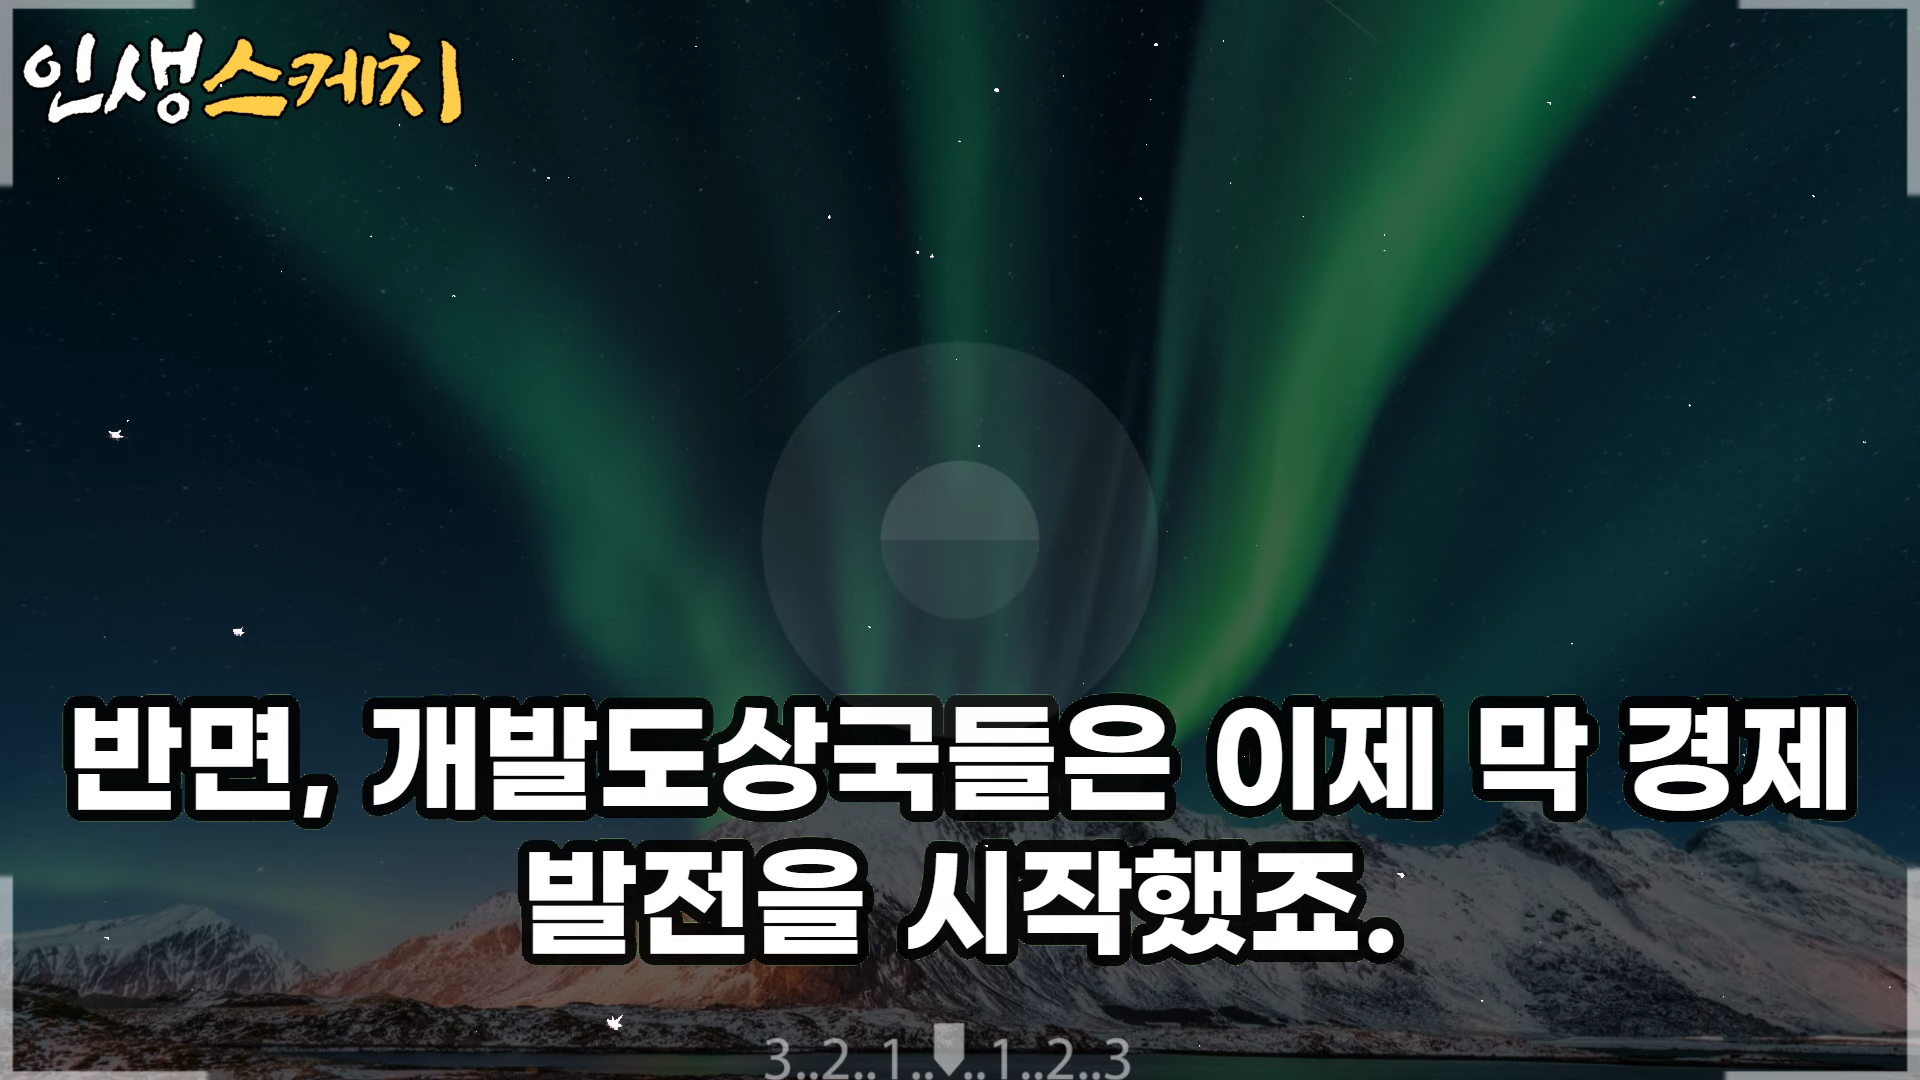 인생스케치
반면, 개발도상국들은 이제 막 경제
발전을 시작했죠.
3..2..1.. ..1..2..3